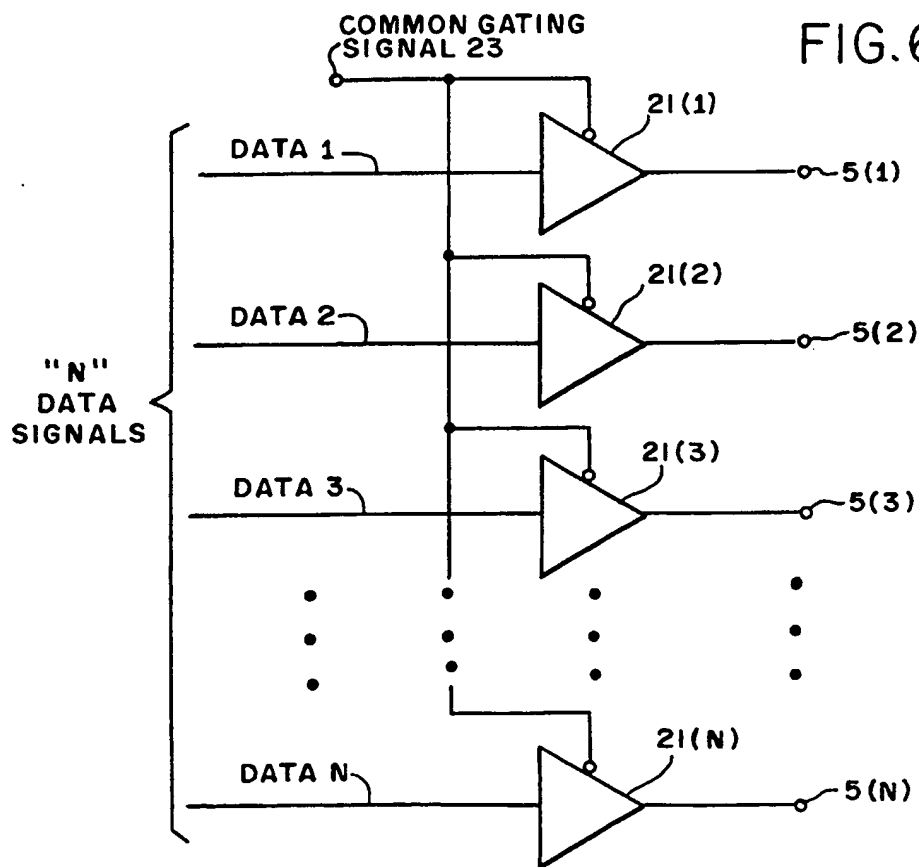 COMMON GATING
SIGNAL 23
FIG.6
21(1)
DATA 1
5(1)
21(2)
DATA 2
5(2)
"N"
DATA
SIGNALS
21(3)
DATA 3
5(3)
21(N)
DATA N
5(N)